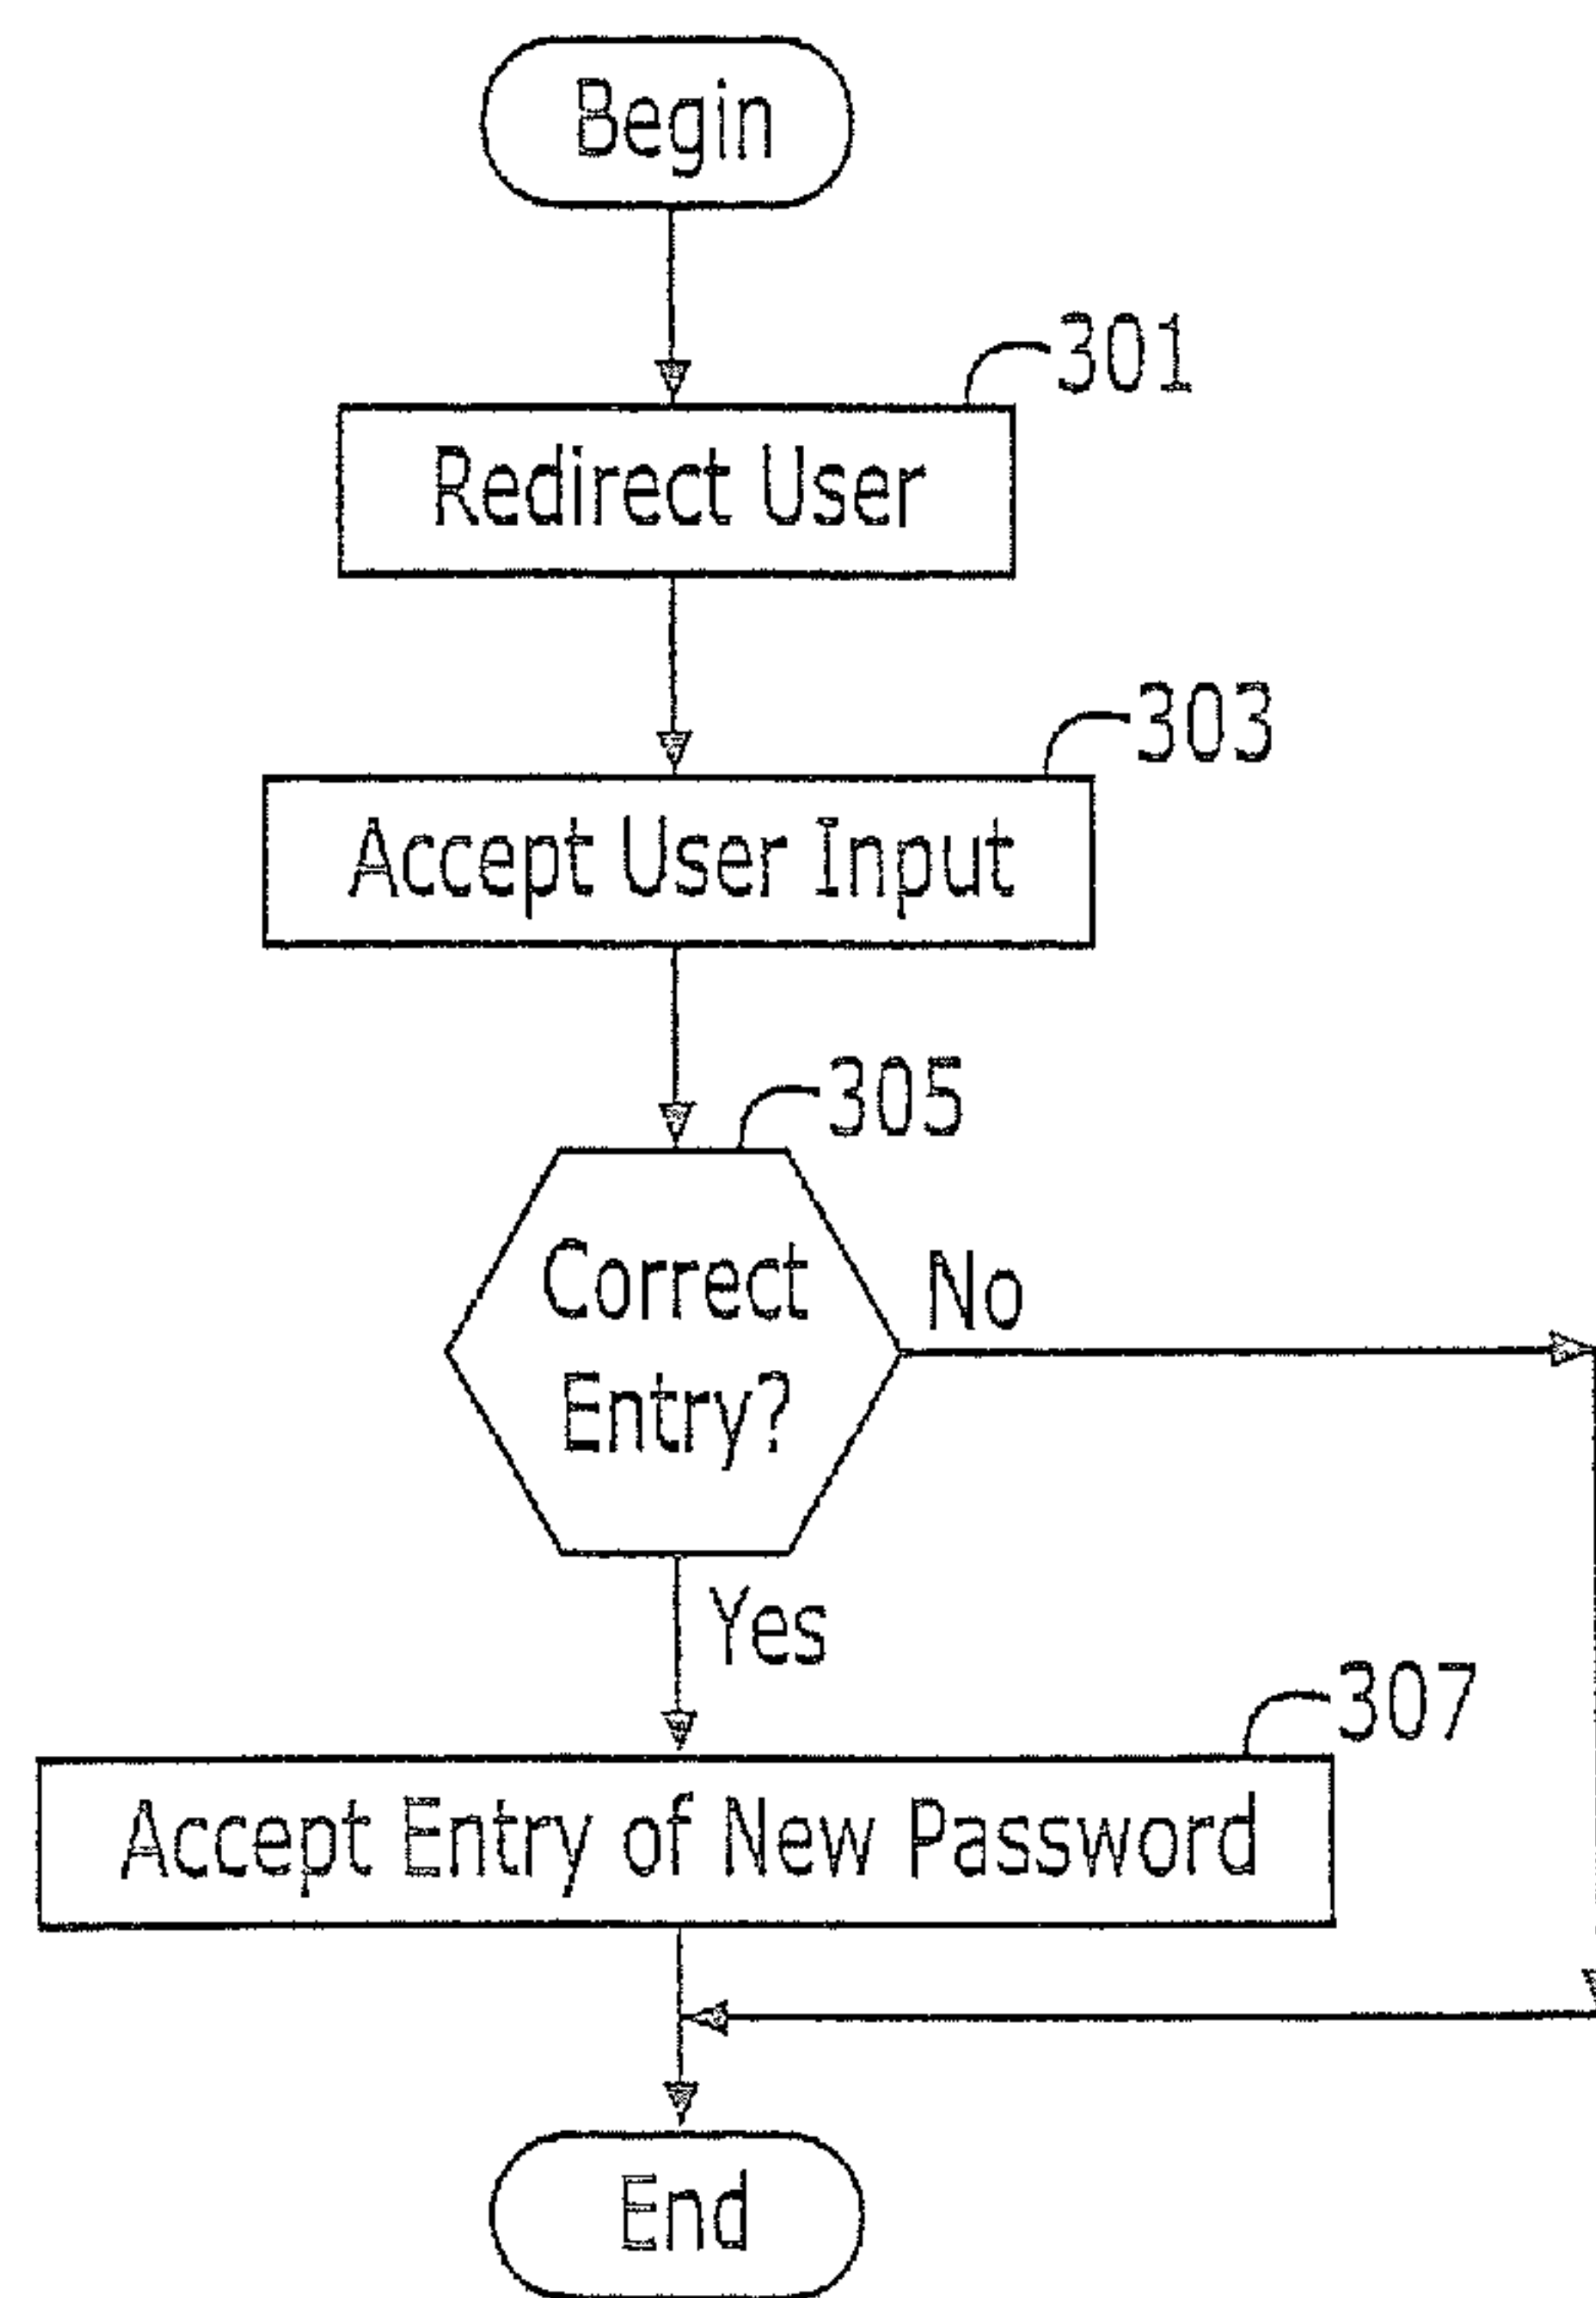 Begin
301
Redirect User
303
Accept User Input
305
Correct
Entry?
No
Yes
307
Accept Entry of New Password
End